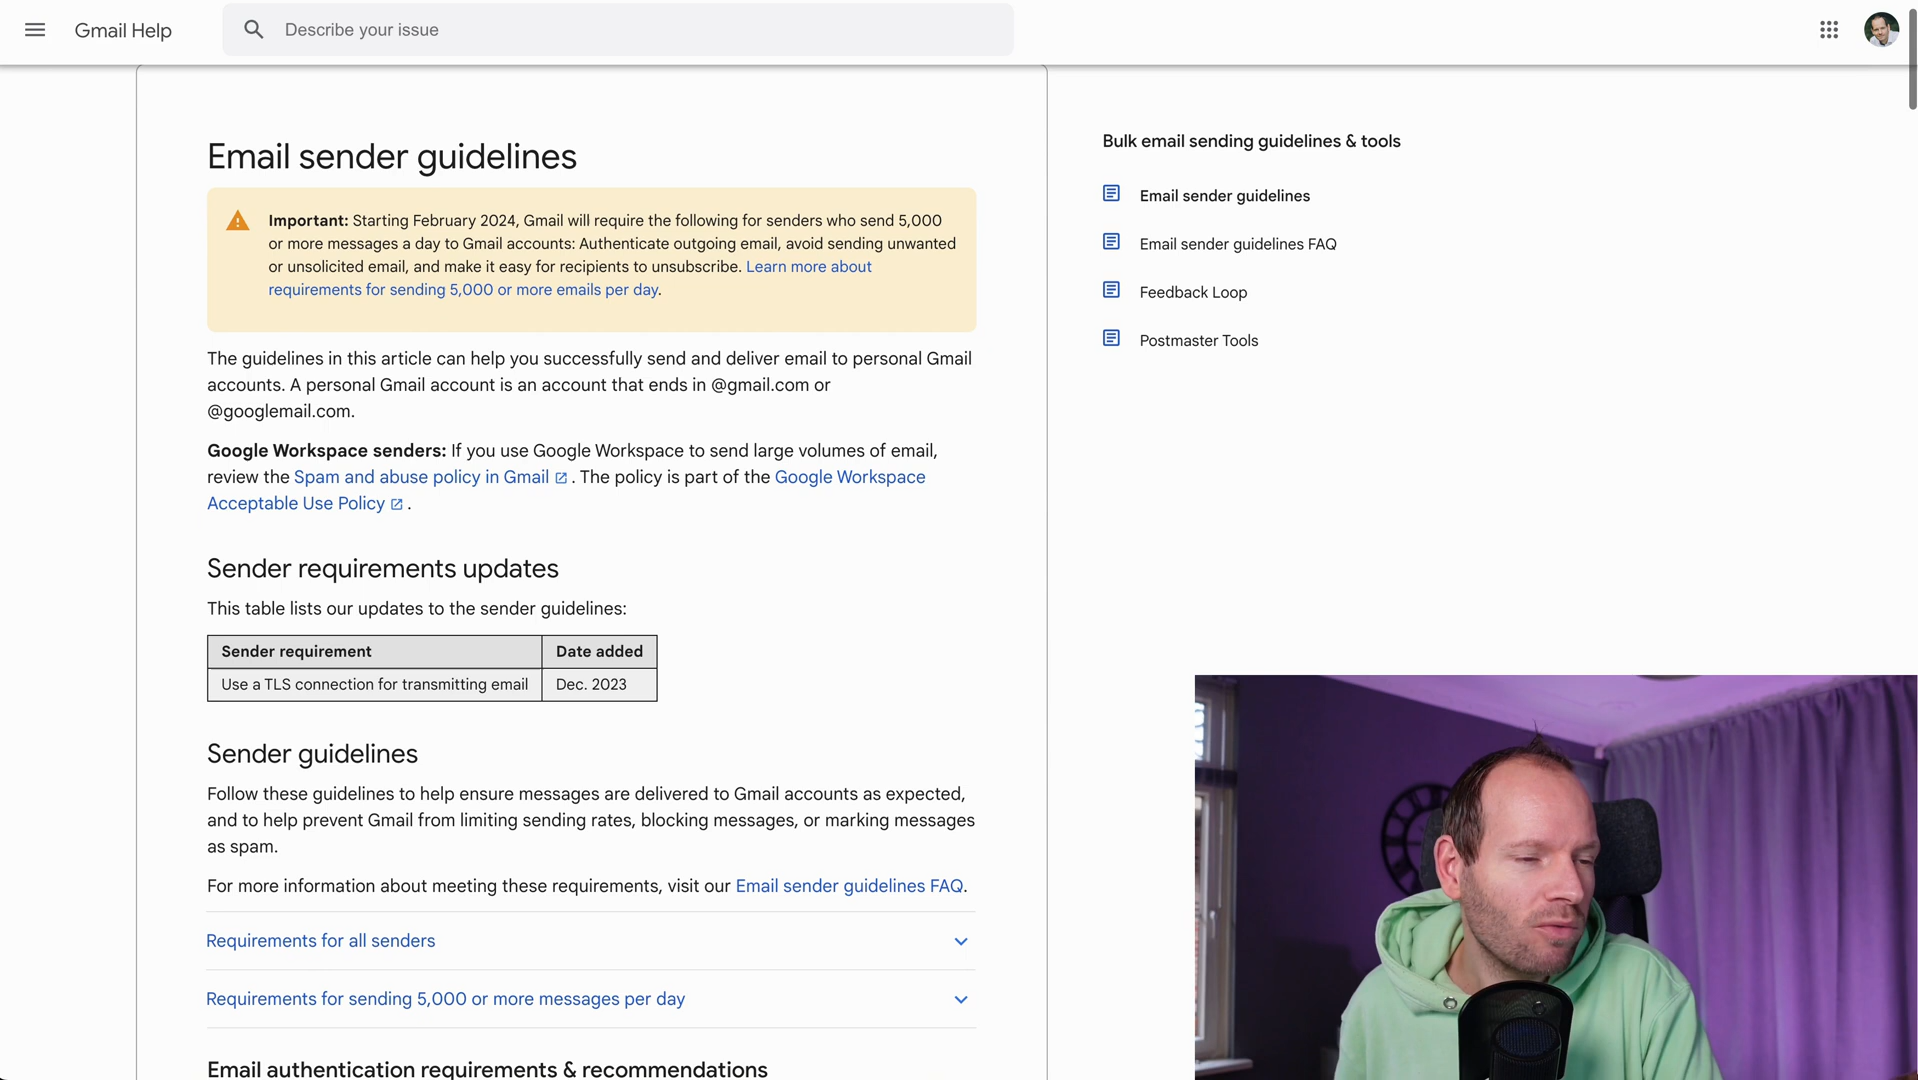 Gmail Help
Describe your issue
Email sender guidelines
Important: Starting February 2024, Gmail will require the following for senders who send 5,000
or more messages a day to Gmail accounts: Authenticate outgoing email, avoid sending unwanted
or unsolicited email, and make it easy for recipients to unsubscribe. Learn more about
requirements for sending 5,000 or more emails per day.
The guidelines in this article can help you successfully send and deliver email to personal Gmail
accounts. A personal Gmail account is an account that ends in @gmail.com or
@googlemail.com.
Google Workspace senders: If you use Google Workspace to send large volumes of email,
review the Spam and abuse policy in Gmail . The policy is part of the Google Workspace
Acceptable Use Policy .
Sender requirements updates
This table lists our updates to the sender guidelines:
Sender requirement Date added
Use a TLS connection for transmitting email Dec. 2023
Sender guidelines
Follow these guidelines to help ensure messages are delivered to Gmail accounts as expected,
and to help prevent Gmail from limiting sending rates, blocking messages, or marking messages
as spam.
For more information about meeting these requirements, visit our Email sender guidelines FAQ.
Requirements for all senders
Requirements for sending 5,000 or more messages per day
Email authentication requirements & recommendations
Bulk email sending guidelines & tools
Email sender guidelines
Email sender guidelines FAQ
Feedback Loop
Postmaster Tools